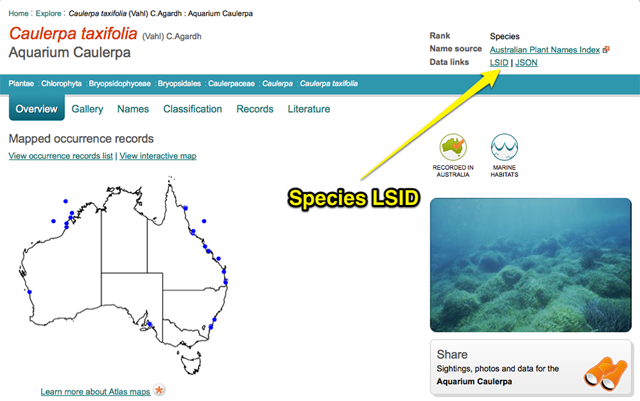 Home : Explore : Caulerpa taxifolia (Vahl) C.Agardh : Aquarium Caulerpa
Caulerpa taxifolia (Vahl) C.Agardh
Aquarium Caulerpa
Rank Species
Name source Australian Plant Names Index
Data links LSID | JSON
Plantae : Chlorophyta : Bryopsidophyceae : Bryopsidales : Caulerpaceae : Caulerpa : Caulerpa taxifolia
Overview Gallery Names Classification Records Literature
Mapped occurrence records
View occurrence records list | View interactive map
RECORDED IN
AUSTRALIA
MARINE
HABITATS
Species LSID
Learn more about Atlas maps
Share
Sightings, photos and data for the
Aquarium Caulerpa